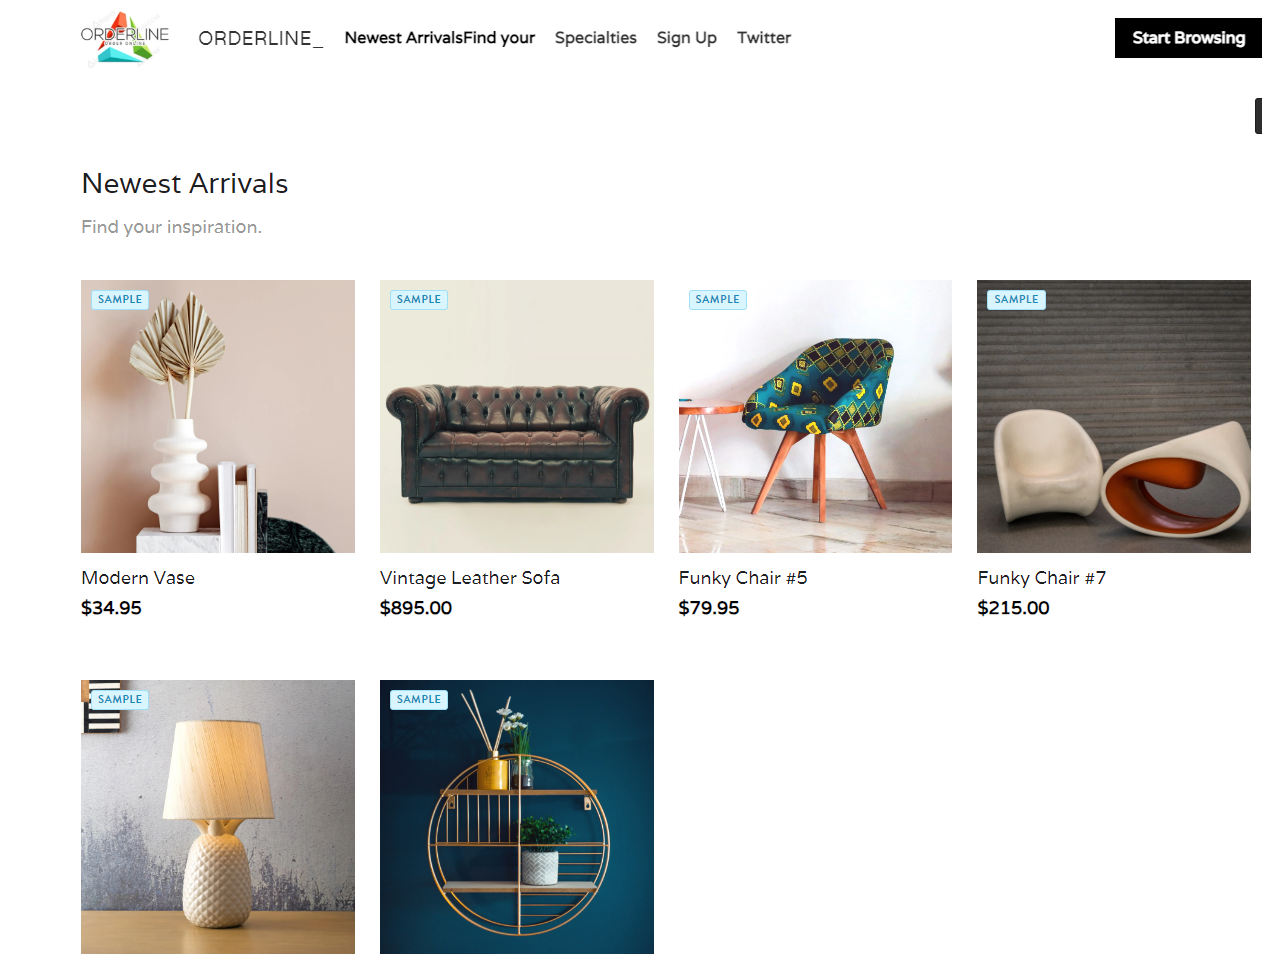 ORDERLINE
ORDER ONLINE
ORDERLINE_ Newest ArrivalsFind your Specialties Sign Up Twitter Start Browsing
Newest Arrivals
Find your inspiration.
SAMPLE SAMPLE SAMPLE SAMPLE
Modern Vase Vintage Leather Sofa Funky Chair #5 Funky Chair #7
$34.95 $895.00 $79.95 $215.00
SAMPLE SAMPLE